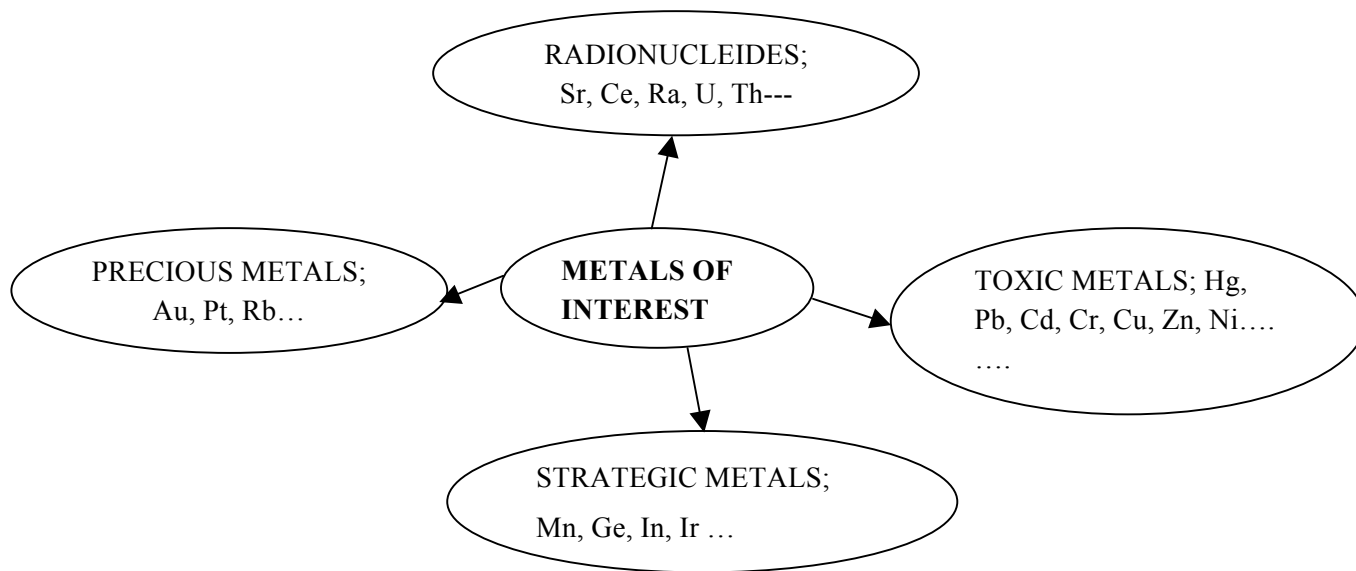 RADIONUCLEIDES;
Sr, Ce, Ra, U, Th---
PRECIOUS METALS;
Au, Pt, Rb…
METALS OF
INTEREST
TOXIC METALS; Hg,
Pb, Cd, Cr, Cu, Zn, Ni….
….
STRATEGIC METALS;
Mn, Ge, In, Ir …